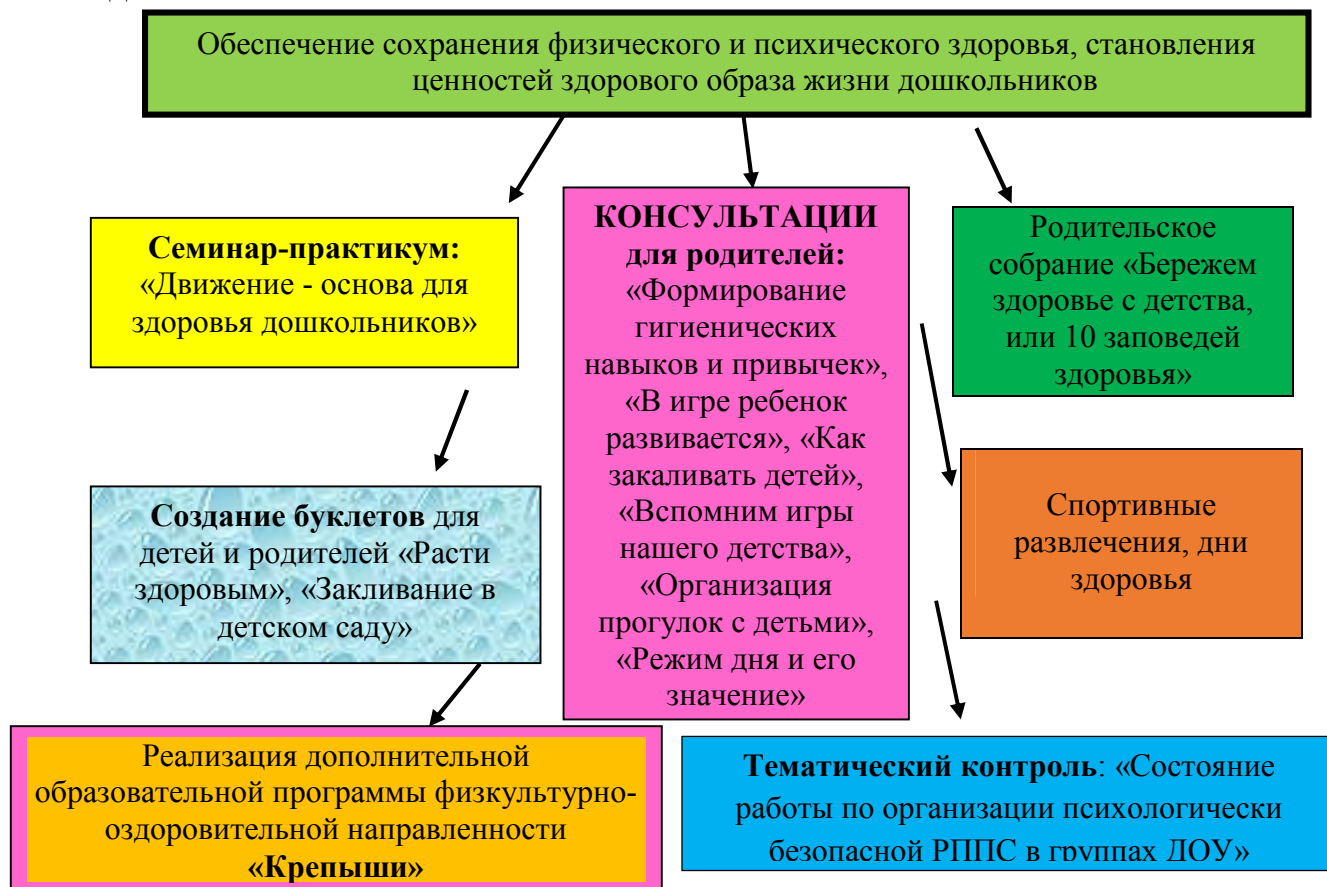 Обеспечение сохранения физического и психического здоровья, становления
ценностей здорового образа жизни дошкольников
Семинар-практикум:
«Движение - основа для
здоровья дошкольников»
КОНСУЛЬТАЦИИ
для родителей:
«Формирование
гигиенических
навыков и привычек»,
«В игре ребенок
развивается», «Как
закаливать детей»,
«Вспомним игры
нашего детства»,
«Организация
прогулок с детьми»,
«Режим дня и его
значение»
Родительское
собрание «Бережем
здоровье с детства,
или 10 заповедей
здоровья»
Создание буклетов для
детей и родителей «Расти
здоровым», «Закливание в
детском саду»
Спортивные
развлечения, дни
здоровья
Реализация дополнительной
образовательной программы физкультурно-
оздоровительной направленности
«Крепыши»
Тематический контроль: «Состояние
работы по организации психологически
безопасной РППС в группах ДОУ»